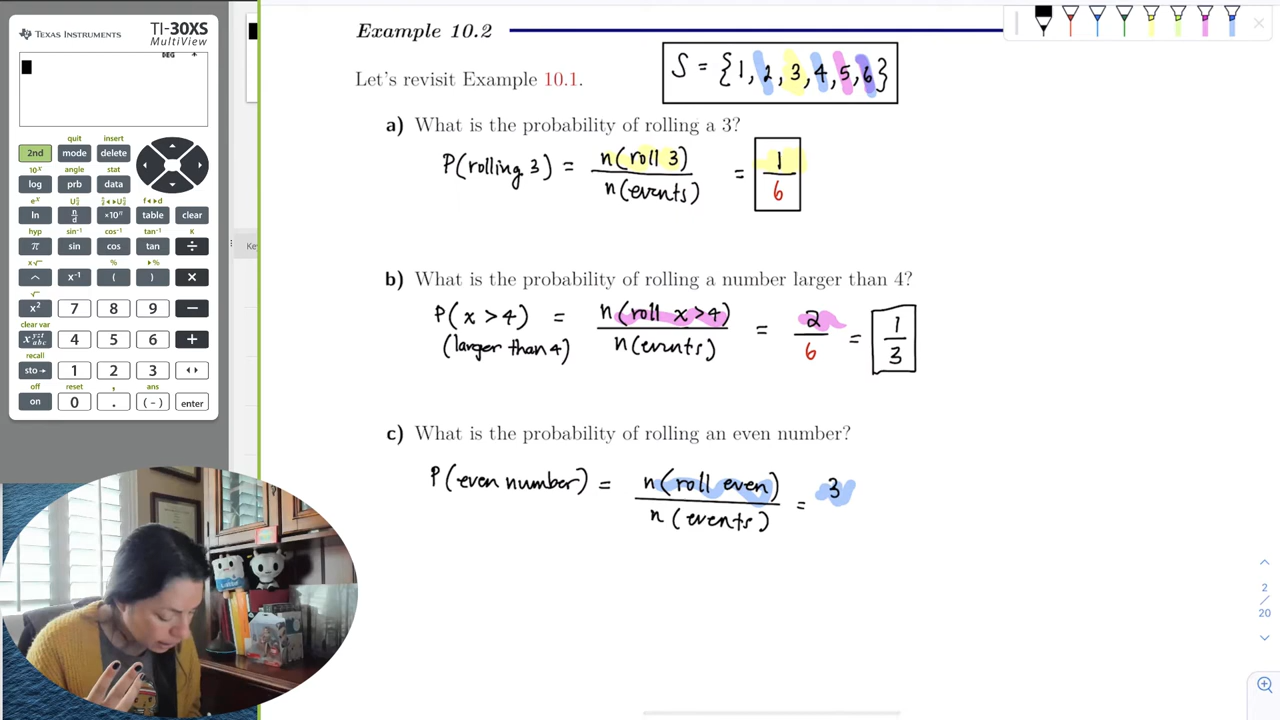 TEXAS INSTRUMENTS
TI-30XS
MultiView
DEG
quit insert
2nd mode delete
10ˣ angle stat
log prb data
eˣ
ln n/d ×10ⁿ table clear
hyp sin⁻¹ cos⁻¹ tan⁻¹ K
π sin cos tan ÷
x√ % ▶%
^ x⁻¹ ( ) ×
√
x² 7 8 9 −
clear var
x yzt abc 4 5 6 +
recall
sto→ 1 2 3
off reset , ans
on 0 . (−) enter
Example 10.2
Let's revisit Example 10.1.
S = {1, 2, 3, 4, 5, 6}
a) What is the probability of rolling a 3?
P(rolling 3) = n(roll 3) / n(events) = 1/6
b) What is the probability of rolling a number larger than 4?
P(x > 4) = n(roll x > 4) / n(events) = 2/6 = 1/3
(larger than 4)
c) What is the probability of rolling an even number?
P(even number) = n(roll even) / n(events) = 3
2
/
20